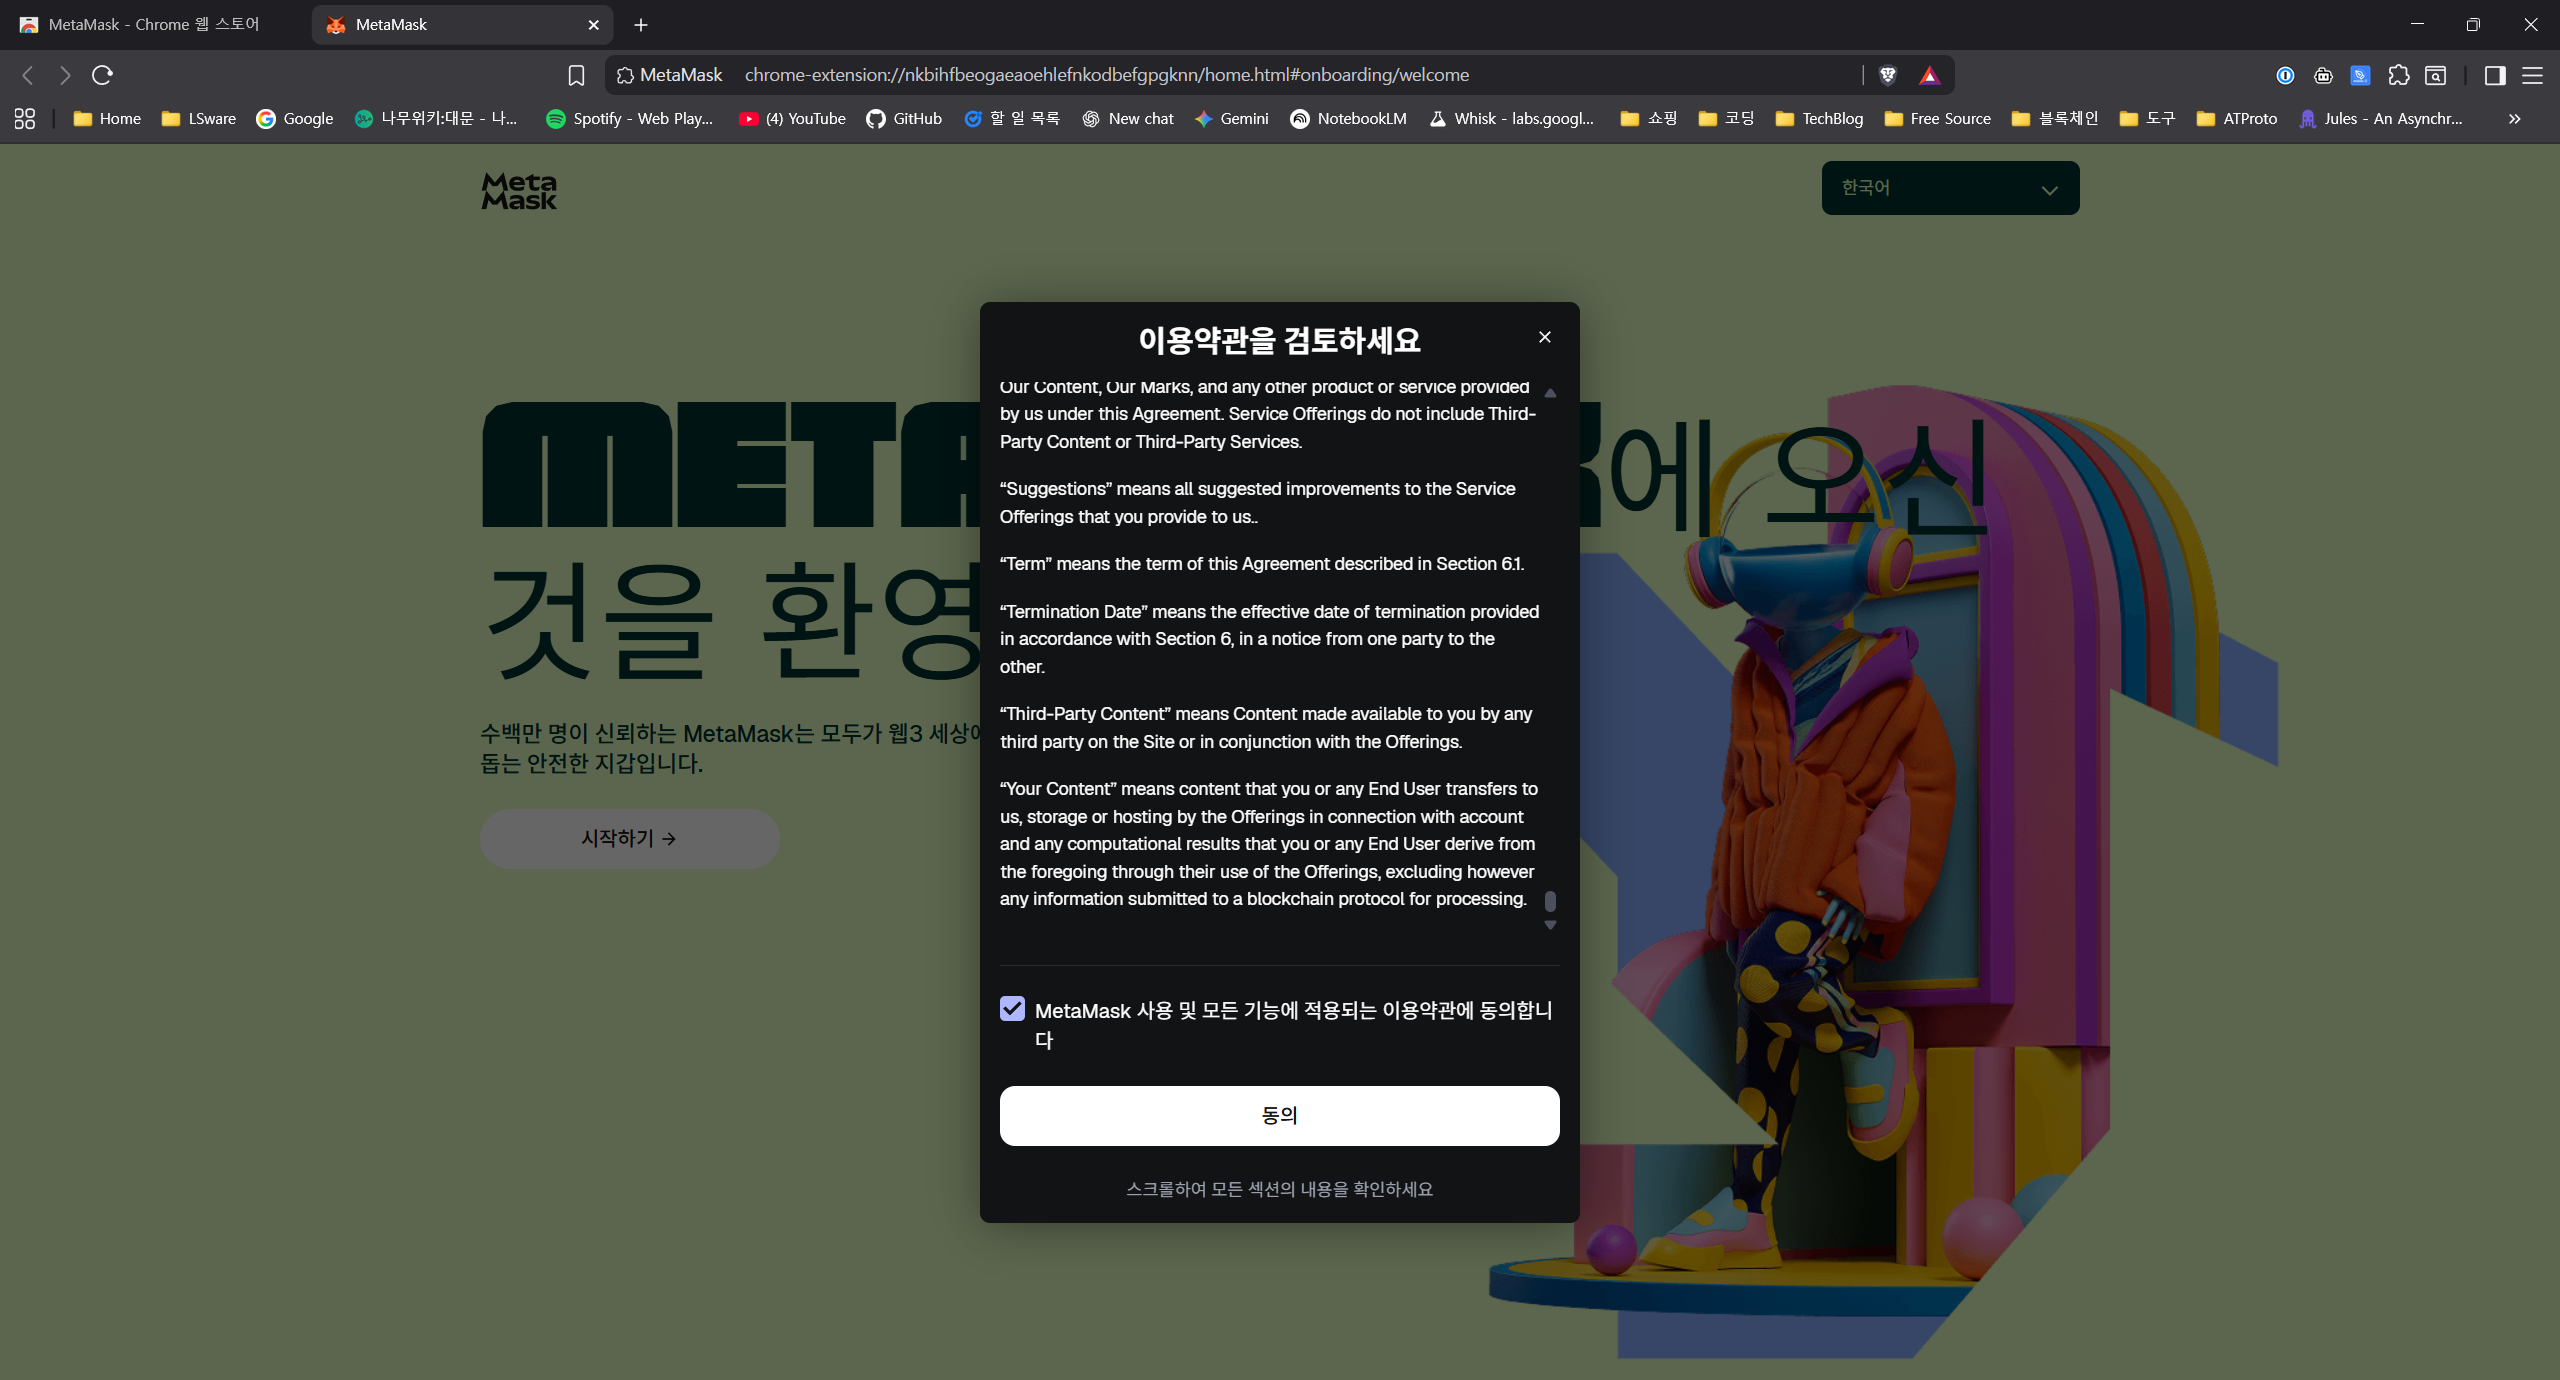 MetaMask - Chrome 웹 스토어
MetaMask
MetaMask chrome-extension://nkbihfbeogaeaoehlefnkodbefgpgknn/home.html#onboarding/welcome
Home
LSware
Google
나무위키:대문 - 나...
Spotify - Web Play...
(4) YouTube
GitHub
할 일 목록
New chat
Gemini
NotebookLM
Whisk - labs.googl...
쇼핑
코딩
TechBlog
Free Source
블록체인
도구
ATProto
Jules - An Asynchr...
Meta
Mask
한국어
META
에 오신
것을 환영
수백만 명이 신뢰하는 MetaMask는 모두가 웹3 세상에
돕는 안전한 지갑입니다.
시작하기 →
이용약관을 검토하세요
Our Content, Our Marks, and any other product or service provided
by us under this Agreement. Service Offerings do not include Third-
Party Content or Third-Party Services.
“Suggestions” means all suggested improvements to the Service
Offerings that you provide to us..
“Term” means the term of this Agreement described in Section 6.1.
“Termination Date” means the effective date of termination provided
in accordance with Section 6, in a notice from one party to the
other.
“Third-Party Content” means Content made available to you by any
third party on the Site or in conjunction with the Offerings.
“Your Content” means content that you or any End User transfers to
us, storage or hosting by the Offerings in connection with account
and any computational results that you or any End User derive from
the foregoing through their use of the Offerings, excluding however
any information submitted to a blockchain protocol for processing.
MetaMask 사용 및 모든 기능에 적용되는 이용약관에 동의합니
다
동의
스크롤하여 모든 섹션의 내용을 확인하세요